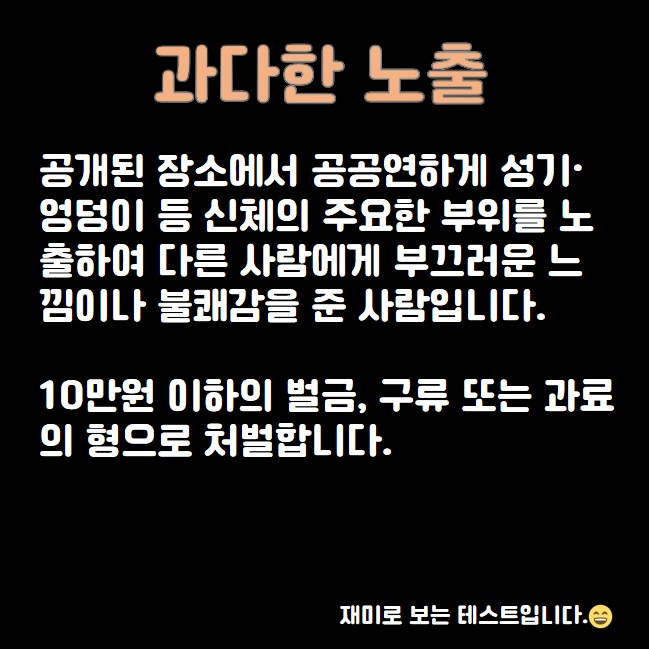 과다한 노출
공개된 장소에서 공공연하게 성기·
엉덩이 등 신체의 주요한 부위를 노
출하여 다른 사람에게 부끄러운 느
낌이나 불쾌감을 준 사람입니다.
10만원 이하의 벌금, 구류 또는 과료
의 형으로 처벌합니다.
재미로 보는 테스트입니다.😄